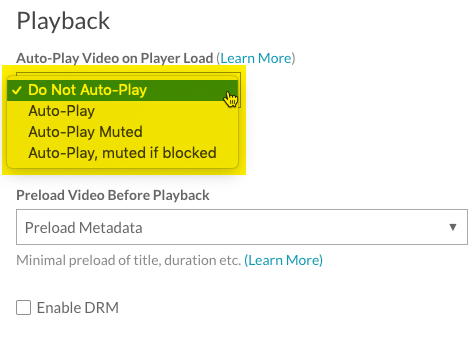 Playback
Auto-Play Video on Player Load (Learn More)
✓ Do Not Auto-Play
Auto-Play
Auto-Play Muted
Auto-Play, muted if blocked
Preload Video Before Playback
Preload Metadata ▼
Minimal preload of title, duration etc. (Learn More)
Enable DRM